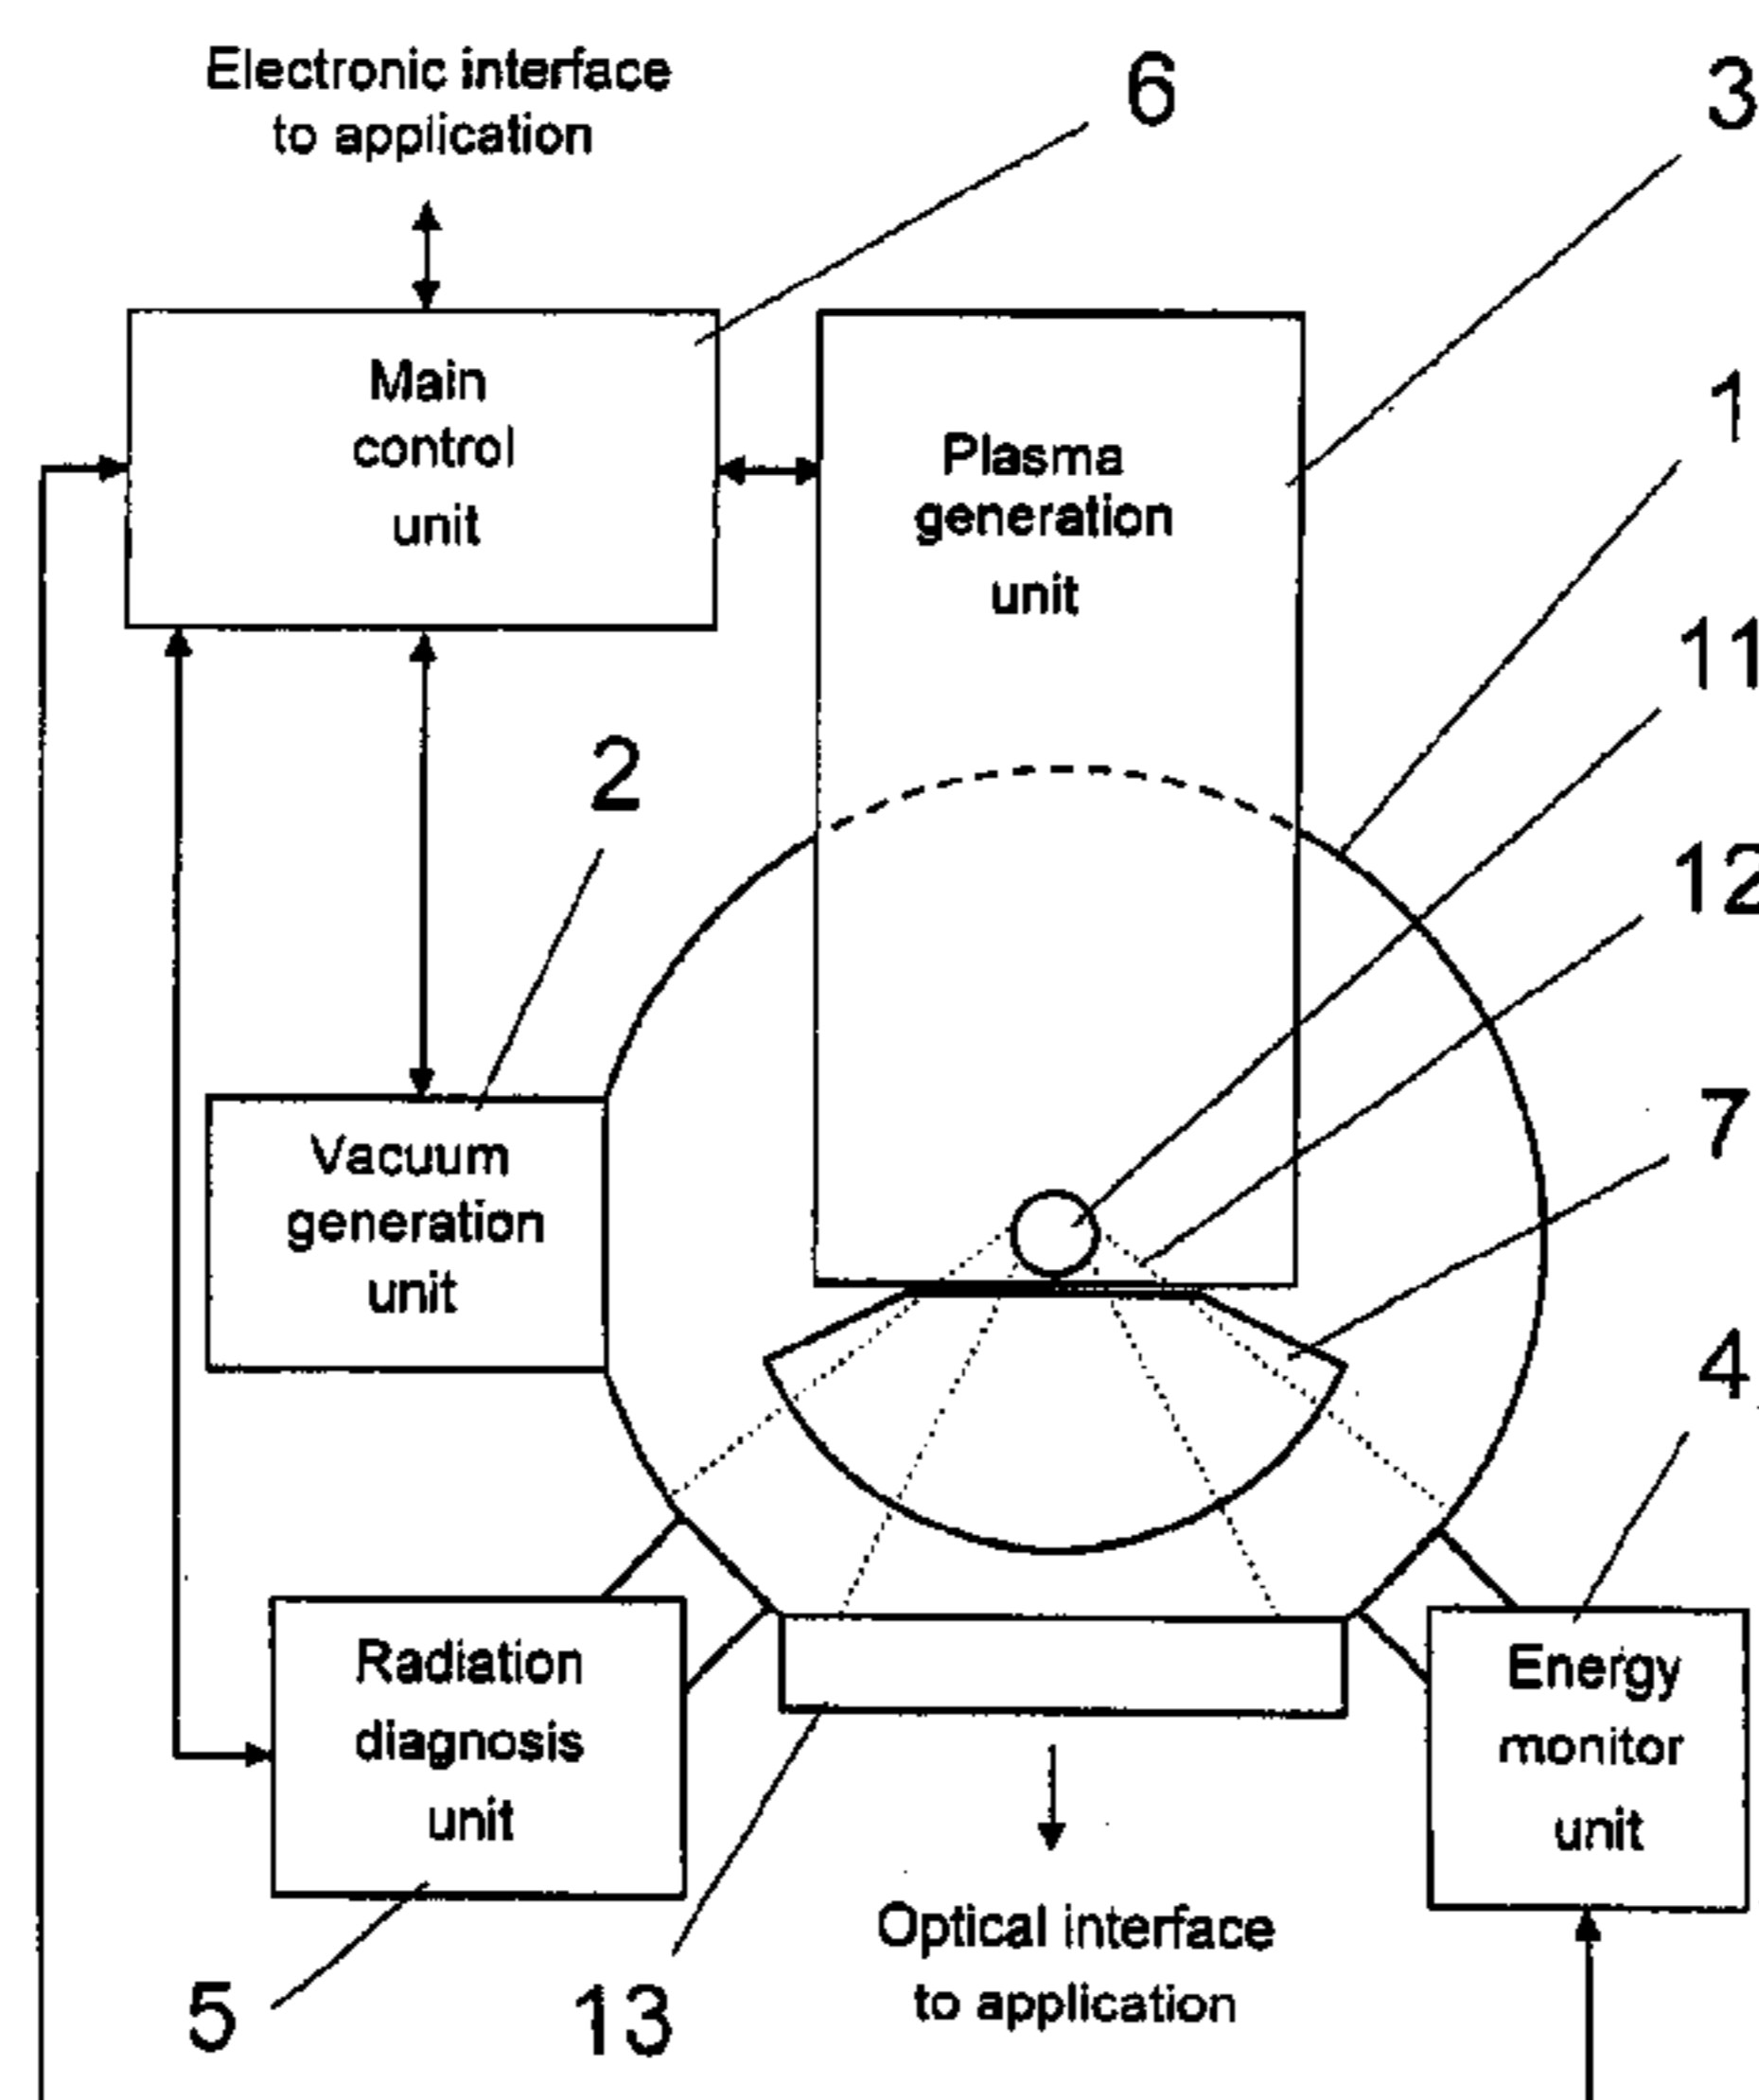 Electronic interface
to application
6
3
Main
control
unit
Plasma
generation
unit
1
11
2
12
Vacuum
generation
unit
7
4
Radiation
diagnosis
unit
Energy
monitor
unit
Optical interface
to application
5
13